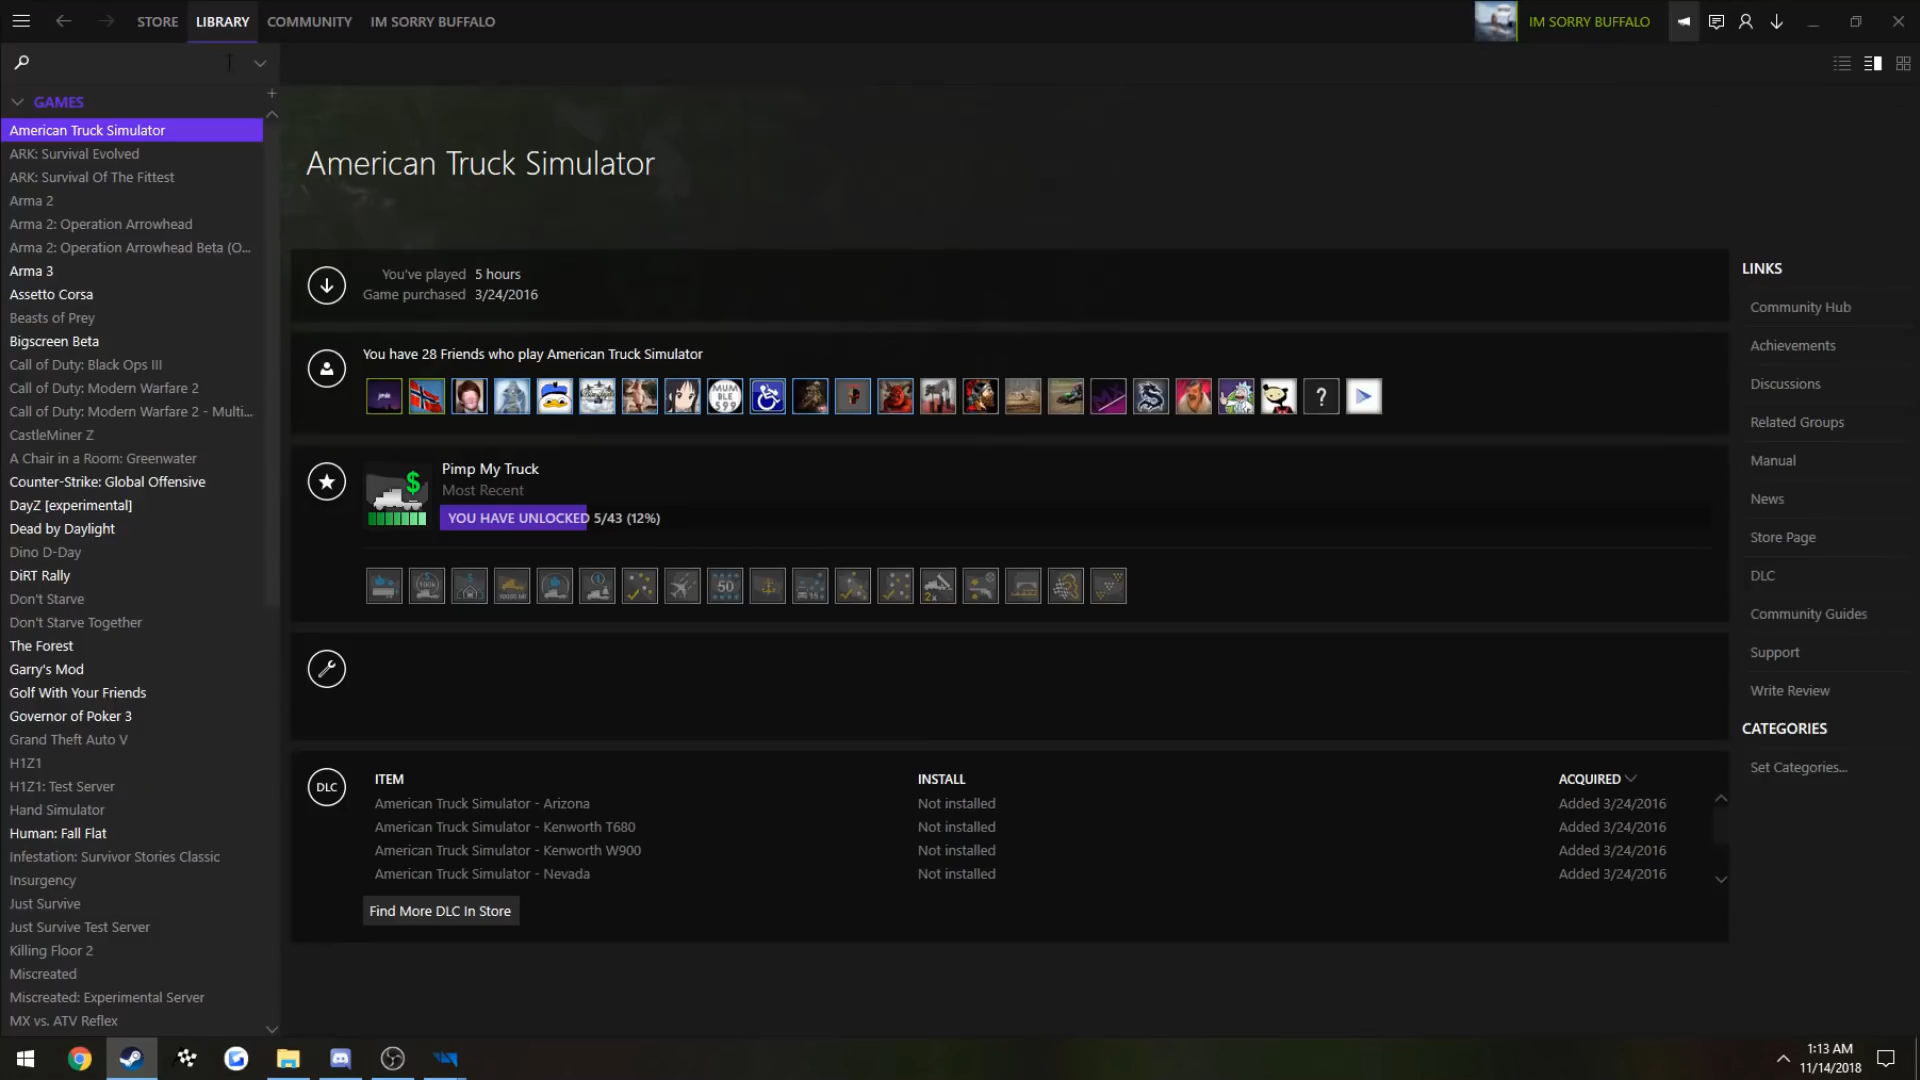 STORE LIBRARY COMMUNITY IM SORRY BUFFALO
IM SORRY BUFFALO
GAMES
American Truck Simulator
ARK: Survival Evolved
ARK: Survival Of The Fittest
Arma 2
Arma 2: Operation Arrowhead
Arma 2: Operation Arrowhead Beta (O...
Arma 3
Assetto Corsa
Beasts of Prey
Bigscreen Beta
Call of Duty: Black Ops III
Call of Duty: Modern Warfare 2
Call of Duty: Modern Warfare 2 - Multi...
CastleMiner Z
A Chair in a Room: Greenwater
Counter-Strike: Global Offensive
DayZ [experimental]
Dead by Daylight
Dino D-Day
DiRT Rally
Don't Starve
Don't Starve Together
The Forest
Garry's Mod
Golf With Your Friends
Governor of Poker 3
Grand Theft Auto V
H1Z1
H1Z1: Test Server
Hand Simulator
Human: Fall Flat
Infestation: Survivor Stories Classic
Insurgency
Just Survive
Just Survive Test Server
Killing Floor 2
Miscreated
Miscreated: Experimental Server
MX vs. ATV Reflex
American Truck Simulator
You've played 5 hours
Game purchased 3/24/2016
You have 28 Friends who play American Truck Simulator
MUM
BLE
599
?
Pimp My Truck
Most Recent
YOU HAVE UNLOCKED 5/43 (12%)
50
2x
DLC
ITEM INSTALL ACQUIRED
American Truck Simulator - Arizona Not installed Added 3/24/2016
American Truck Simulator - Kenworth T680 Not installed Added 3/24/2016
American Truck Simulator - Kenworth W900 Not installed Added 3/24/2016
American Truck Simulator - Nevada Not installed Added 3/24/2016
Find More DLC In Store
LINKS
Community Hub
Achievements
Discussions
Related Groups
Manual
News
Store Page
DLC
Community Guides
Support
Write Review
CATEGORIES
Set Categories...
1:13 AM
11/14/2018